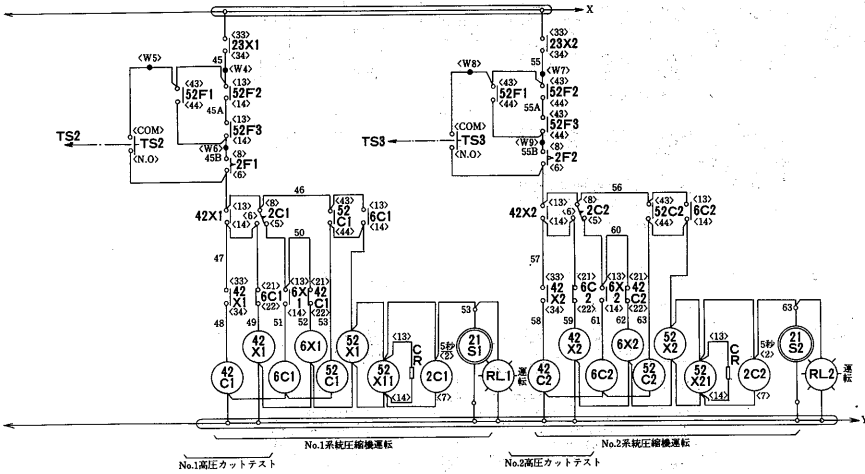 X
<33>
23X1
<34>
45
<W4>
<W5>
<43>
52F1
<44>
<13>
52F2
<14>
45A
<13>
52F3
<14>
<W6>
45B
<8>
2F1
<6>
TS2
<COM>
TS2
<N.O>
46
42X1
<13>
<14>
<6>
<8>
2C1
<5>
<43>
52
C1
<44>
<13>
6C1
<14>
50
47
<33>
42
X1
<34>
<21>
6C1
<22>
<13>
6X
1
<14>
<21>
42
C1
<22>
48
49
51
52
53
42
C1
42
X1
6C1
6X1
52
C1
52
X1
52
X11
<13>
CR
<14>
5秒
<2>
2C1
<7>
53
21
S1
RL1
運転
<33>
23X2
<34>
55
<W7>
<W8>
<43>
52F1
<44>
<43>
52F2
<44>
55A
<43>
52F3
<44>
<W9>
55B
<8>
2F2
<6>
TS3
<COM>
TS3
<N.O>
56
42X2
<13>
<14>
<6>
<8>
2C2
<5>
<43>
52C2
<44>
<13>
6C2
<14>
60
57
<33>
42
X2
<34>
<21>
6C
2
<22>
<13>
6X
2
<14>
<21>
42
C2
<22>
58
59
61
62
63
42
C2
42
X2
6C2
6X2
52
C2
52
X2
52
X21
<13>
CR
<14>
5秒
<2>
2C2
<7>
63
21
S2
RL2
運転
Y
No.1系統圧縮機運転
No.2系統圧縮機運転
No.1高圧カットテスト
No.2高圧カットテスト